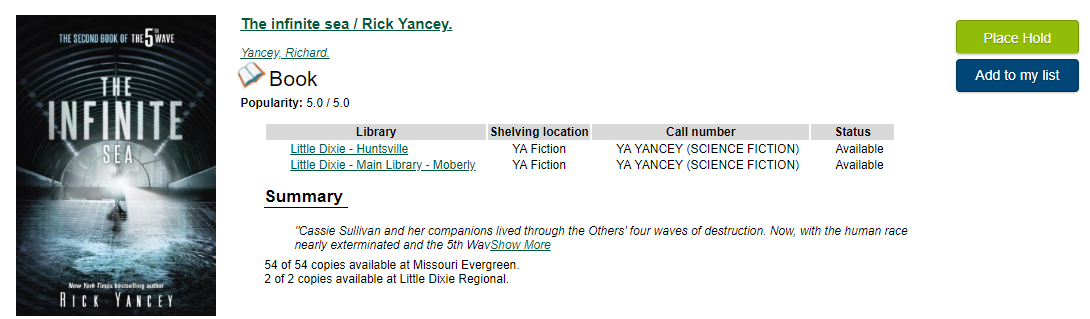 THE SECOND BOOK OF THE 5TH WAVE
THE
INFINITE
SEA
New York Times bestselling author
RICK YANCEY
The infinite sea / Rick Yancey.
Yancey, Richard.
Book
Popularity: 5.0 / 5.0
Library Shelving location Call number Status
Little Dixie - Huntsville YA Fiction YA YANCEY (SCIENCE FICTION) Available
Little Dixie - Main Library - Moberly YA Fiction YA YANCEY (SCIENCE FICTION) Available
Summary
"Cassie Sullivan and her companions lived through the Others' four waves of destruction. Now, with the human race
nearly exterminated and the 5th WavShow More
54 of 54 copies available at Missouri Evergreen.
2 of 2 copies available at Little Dixie Regional.
Place Hold
Add to my list